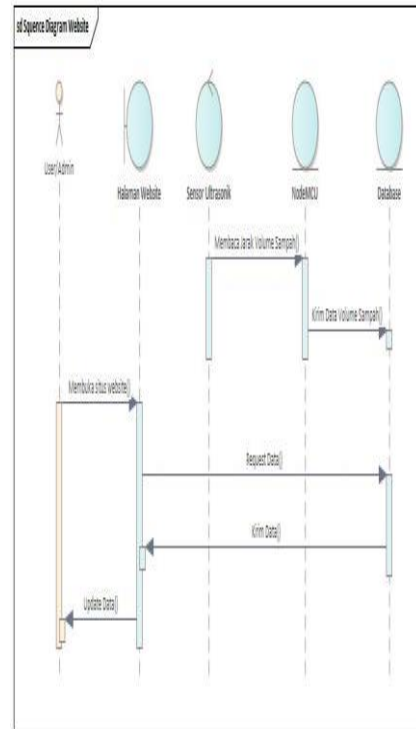 sd Squence Diagram Website
User/Admin
Halaman Website
Sensor Ultrasonik
NodeMCU
Database
Membaca Jarak Volume Sampah()
Kirim Data Volume Sampah()
Membuka situs website()
Request Data()
Kirim Data()
Update Data()